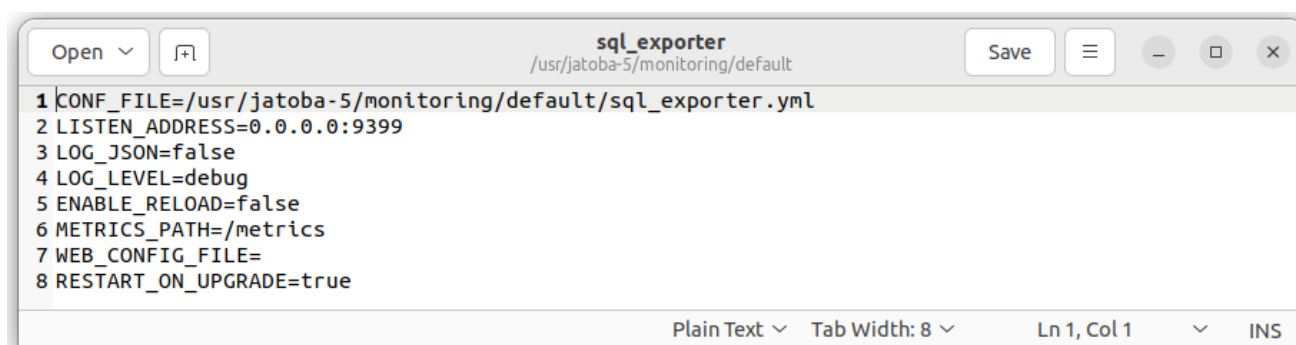 Open
sql_exporter
/usr/jatoba-5/monitoring/default
Save
1 CONF_FILE=/usr/jatoba-5/monitoring/default/sql_exporter.yml
2 LISTEN_ADDRESS=0.0.0.0:9399
3 LOG_JSON=false
4 LOG_LEVEL=debug
5 ENABLE_RELOAD=false
6 METRICS_PATH=/metrics
7 WEB_CONFIG_FILE=
8 RESTART_ON_UPGRADE=true
Plain Text Tab Width: 8 Ln 1, Col 1 INS